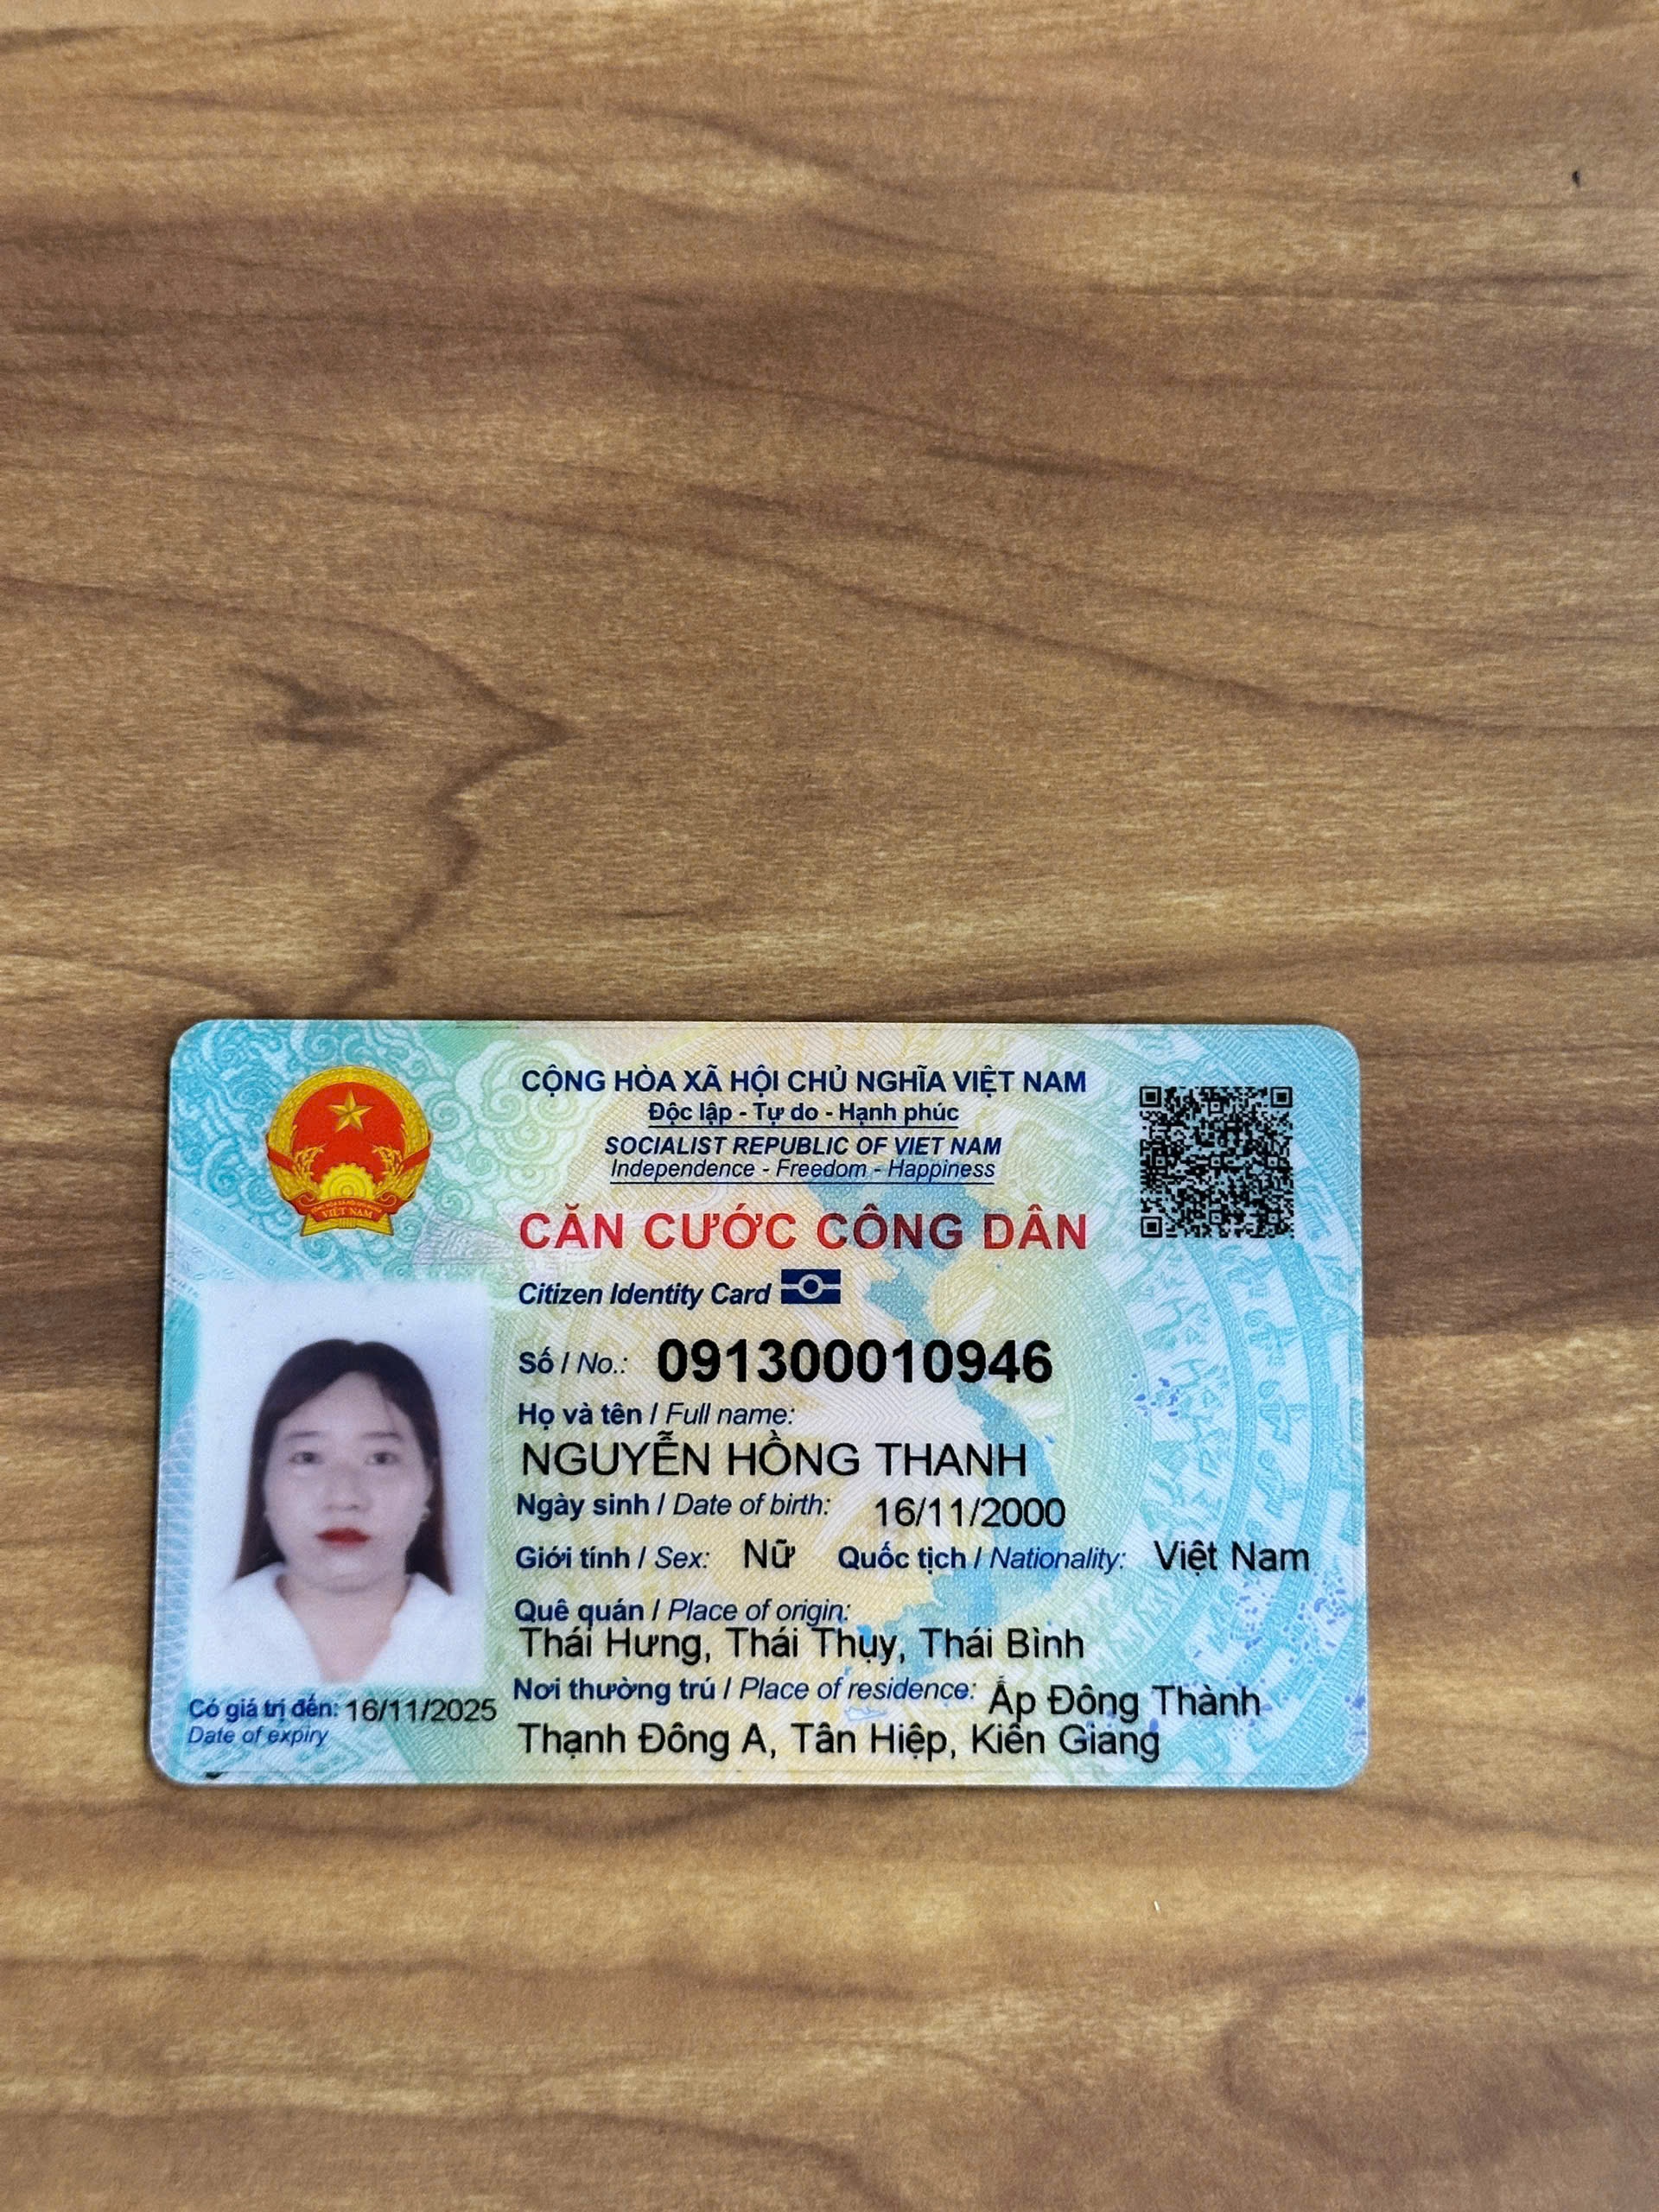 CỘNG HÒA XÃ HỘI CHỦ NGHĨA VIỆT NAM
Độc lập - Tự do - Hạnh phúc
SOCIALIST REPUBLIC OF VIET NAM
Independence - Freedom - Happiness
CĂN CƯỚC CÔNG DÂN
Citizen Identity Card
Số / No.: 091300010946
Họ và tên / Full name:
NGUYỄN HỒNG THANH
Ngày sinh / Date of birth: 16/11/2000
Giới tính / Sex: Nữ Quốc tịch / Nationality: Việt Nam
Quê quán / Place of origin:
Thái Hưng, Thái Thụy, Thái Bình
Nơi thường trú / Place of residence: Ấp Đông Thành
Thạnh Đông A, Tân Hiệp, Kiên Giang
Có giá trị đến: 16/11/2025
Date of expiry
VIỆT NAM